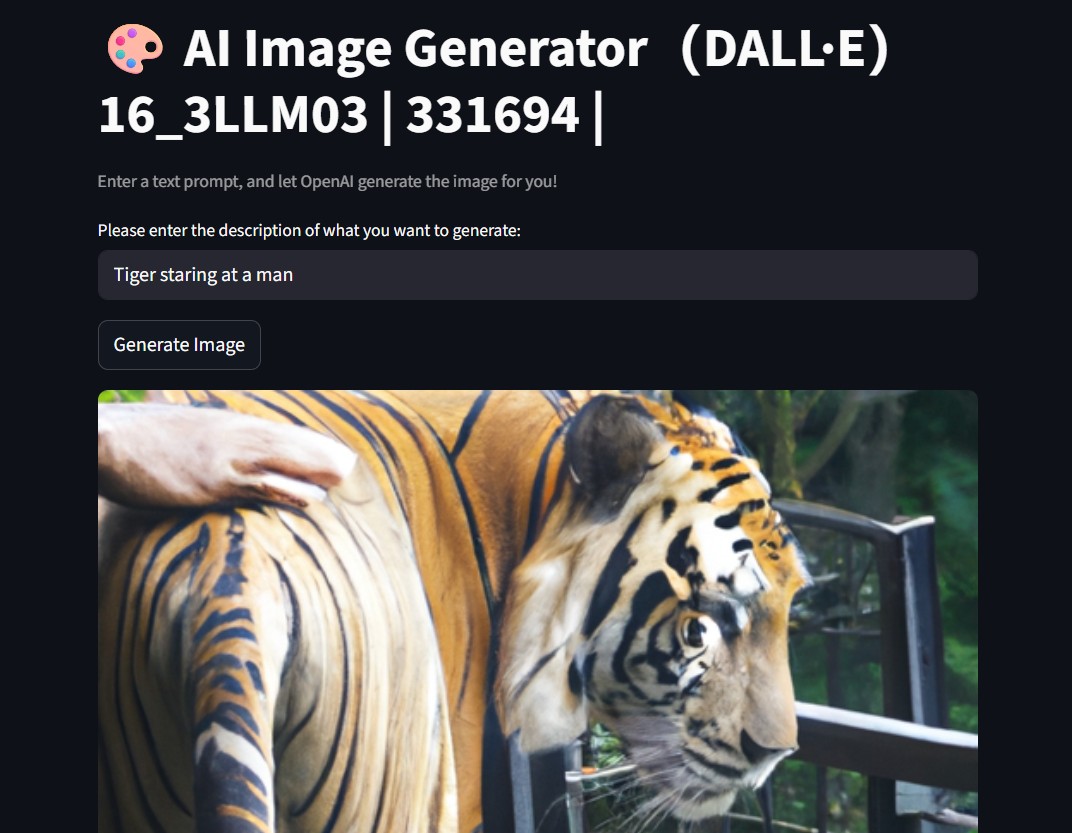 AI Image Generator （DALL·E）
16_3LLM03 | 331694 |
Enter a text prompt, and let OpenAI generate the image for you!
Please enter the description of what you want to generate:
Tiger staring at a man
Generate Image